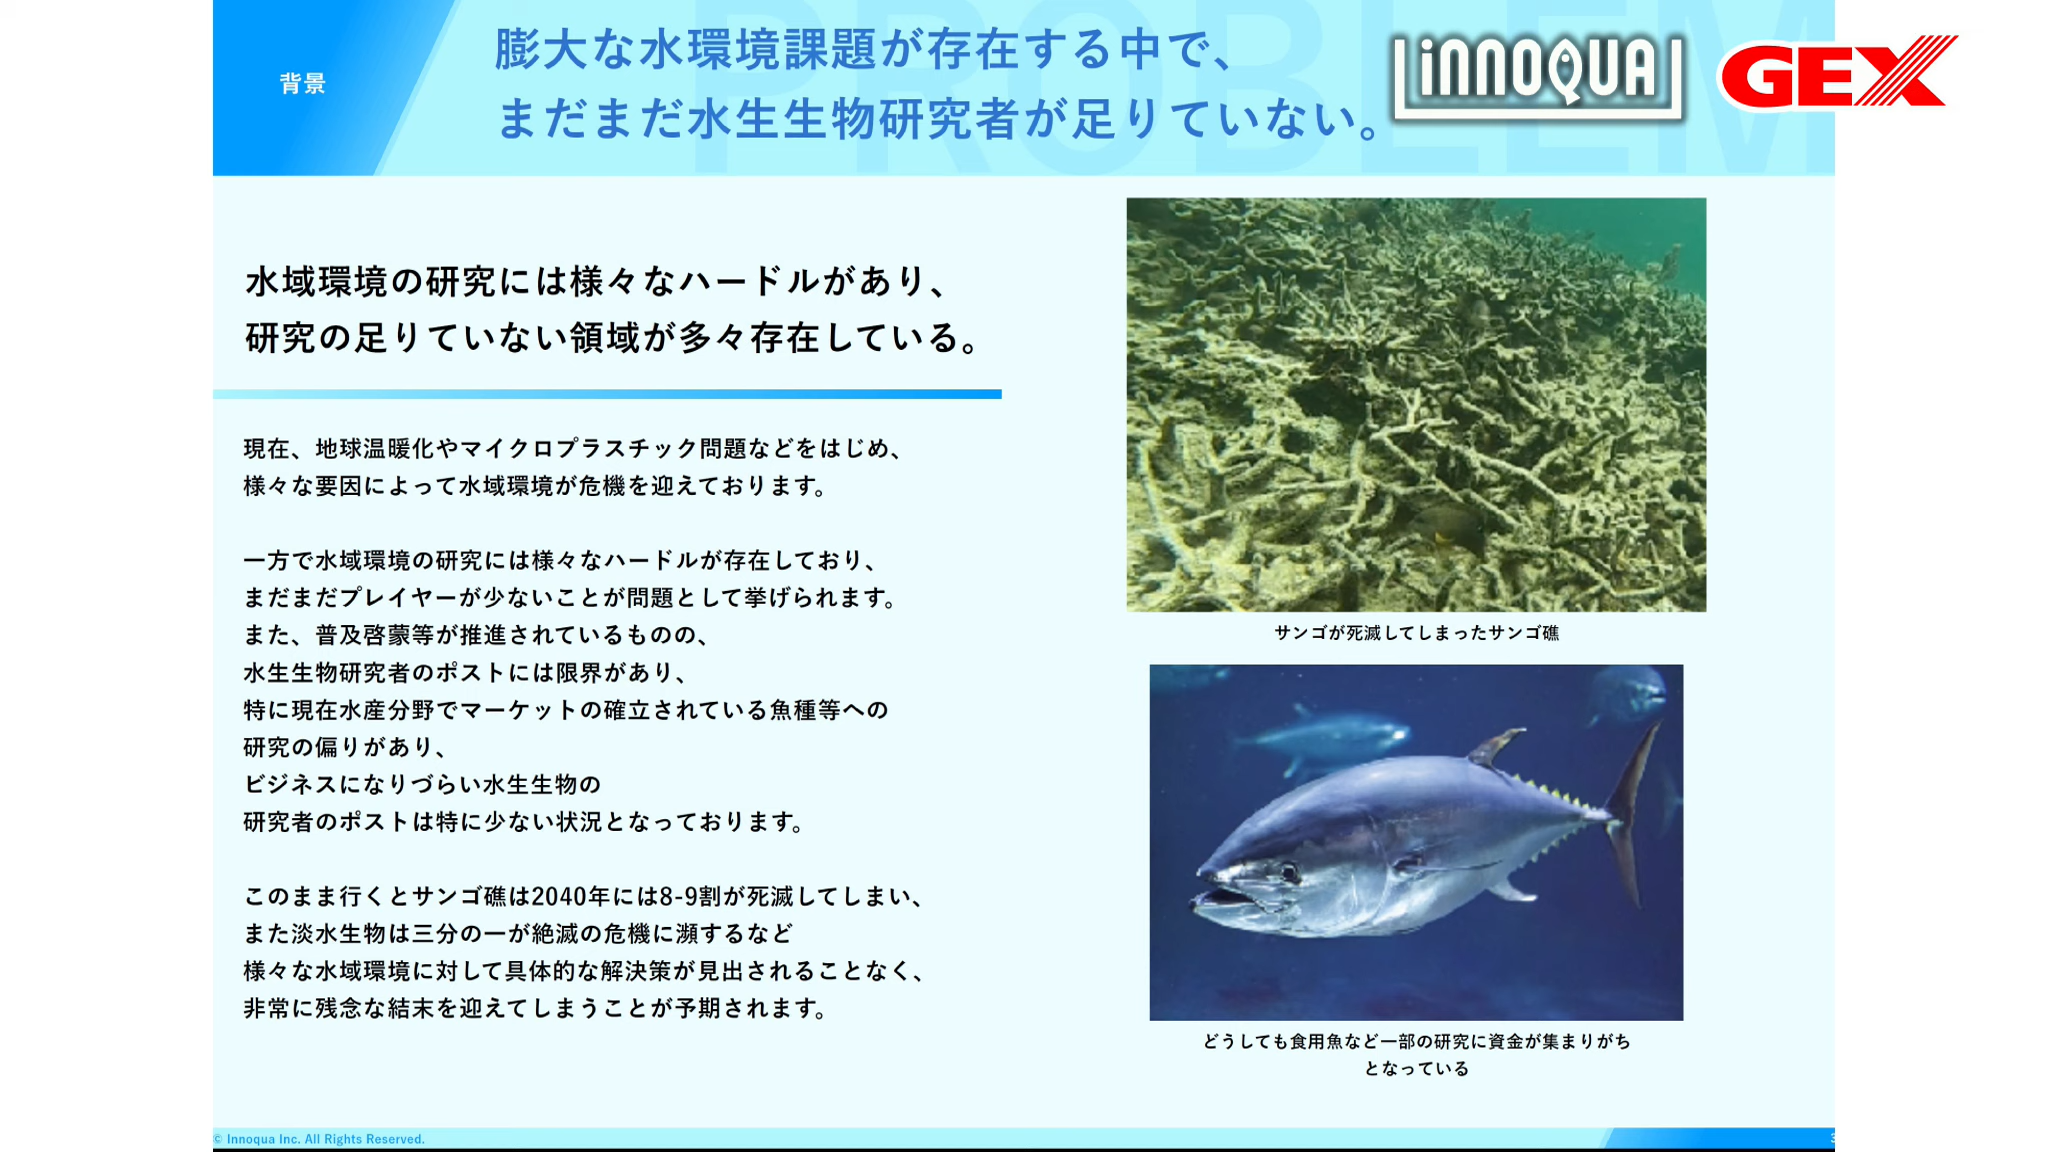 背景
膨大な水環境課題が存在する中で、
まだまだ水生生物研究者が足りていない。
PROBLEM
iNNOQUA
GEX
水域環境の研究には様々なハードルがあり、
研究の足りていない領域が多々存在している。
現在、地球温暖化やマイクロプラスチック問題などをはじめ、
様々な要因によって水域環境が危機を迎えております。
一方で水域環境の研究には様々なハードルが存在しており、
まだまだプレイヤーが少ないことが問題として挙げられます。
また、普及啓蒙等が推進されているものの、
水生生物研究者のポストには限界があり、
特に現在水産分野でマーケットの確立されている魚種等への
研究の偏りがあり、
ビジネスになりづらい水生生物の
研究者のポストは特に少ない状況となっております。
このまま行くとサンゴ礁は2040年には8-9割が死滅してしまい、
また淡水生物は三分の一が絶滅の危機に瀕するなど
様々な水域環境に対して具体的な解決策が見出されることなく、
非常に残念な結末を迎えてしまうことが予期されます。
サンゴが死滅してしまったサンゴ礁
どうしても食用魚など一部の研究に資金が集まりがち
となっている
© Innoqua Inc. All Rights Reserved.